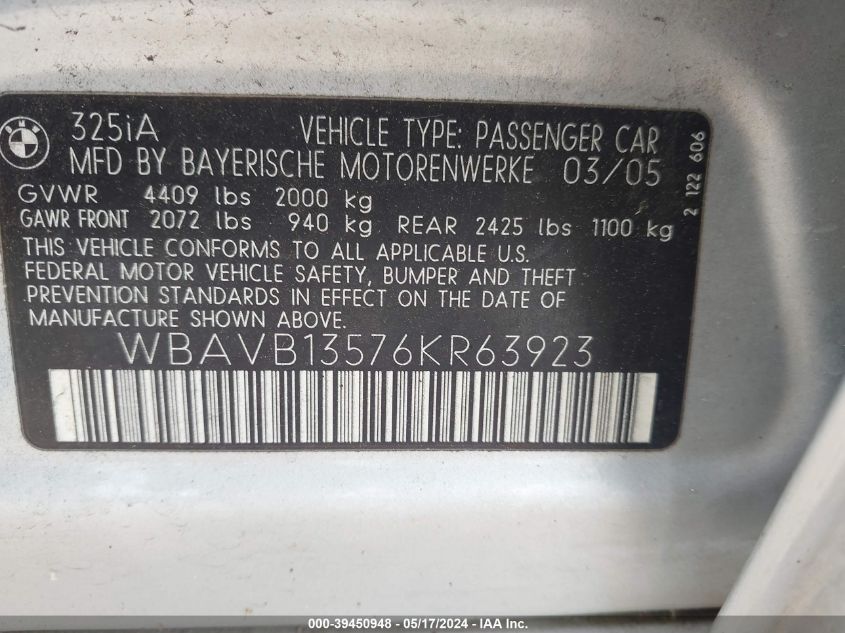 BMW
325iA VEHICLE TYPE: PASSENGER CAR
MFD BY BAYERISCHE MOTORENWERKE 03/05
GVWR 4409 lbs 2000 kg
GAWR FRONT 2072 lbs 940 kg REAR 2425 lbs 1100 kg
THIS VEHICLE CONFORMS TO ALL APPLICABLE U.S.
FEDERAL MOTOR VEHICLE SAFETY, BUMPER AND THEFT
PREVENTION STANDARDS IN EFFECT ON THE DATE OF
MANUFACTURE SHOWN ABOVE.
WBAVB13576KR63923
2 122 606
000-39450948 - 05/17/2024 - IAA Inc.